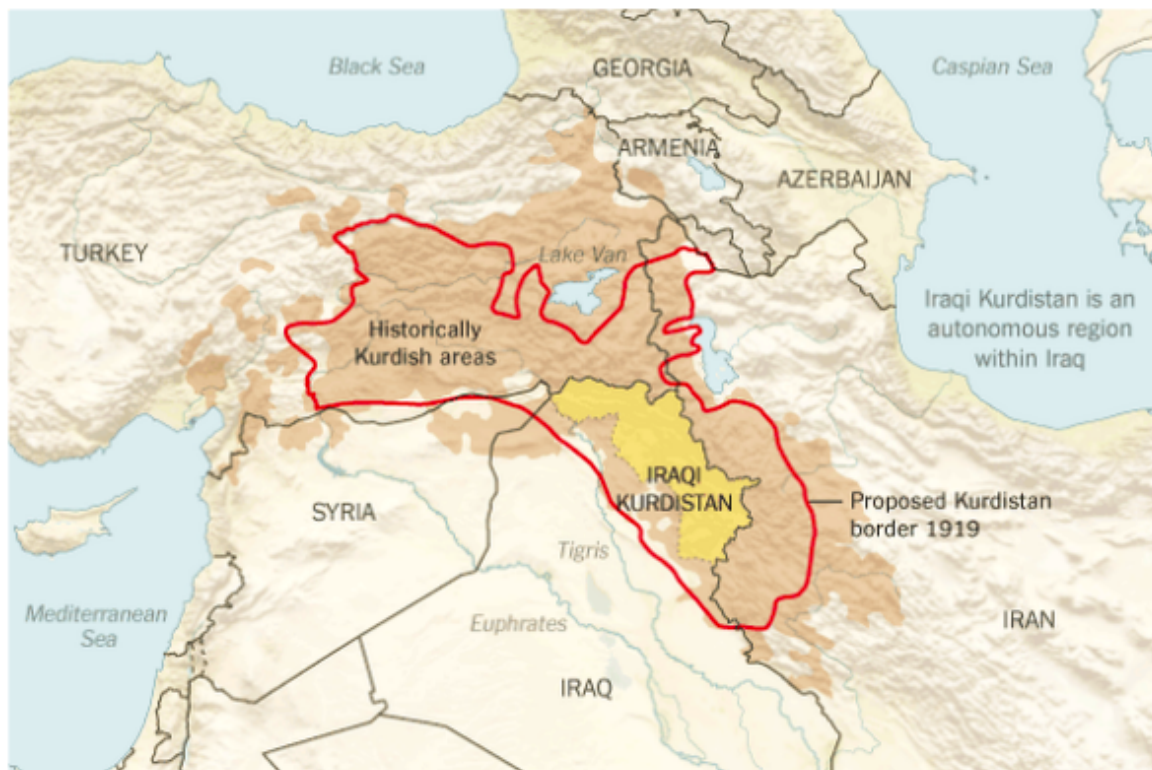 Black Sea
GEORGIA
Caspian Sea
ARMENIA
AZERBAIJAN
TURKEY
Lake Van
Iraqi Kurdistan is an
autonomous region
within Iraq
Historically
Kurdish areas
IRAQI
KURDISTAN
Proposed Kurdistan
border 1919
SYRIA
Tigris
Mediterranean
Sea
Euphrates
IRAN
IRAQ